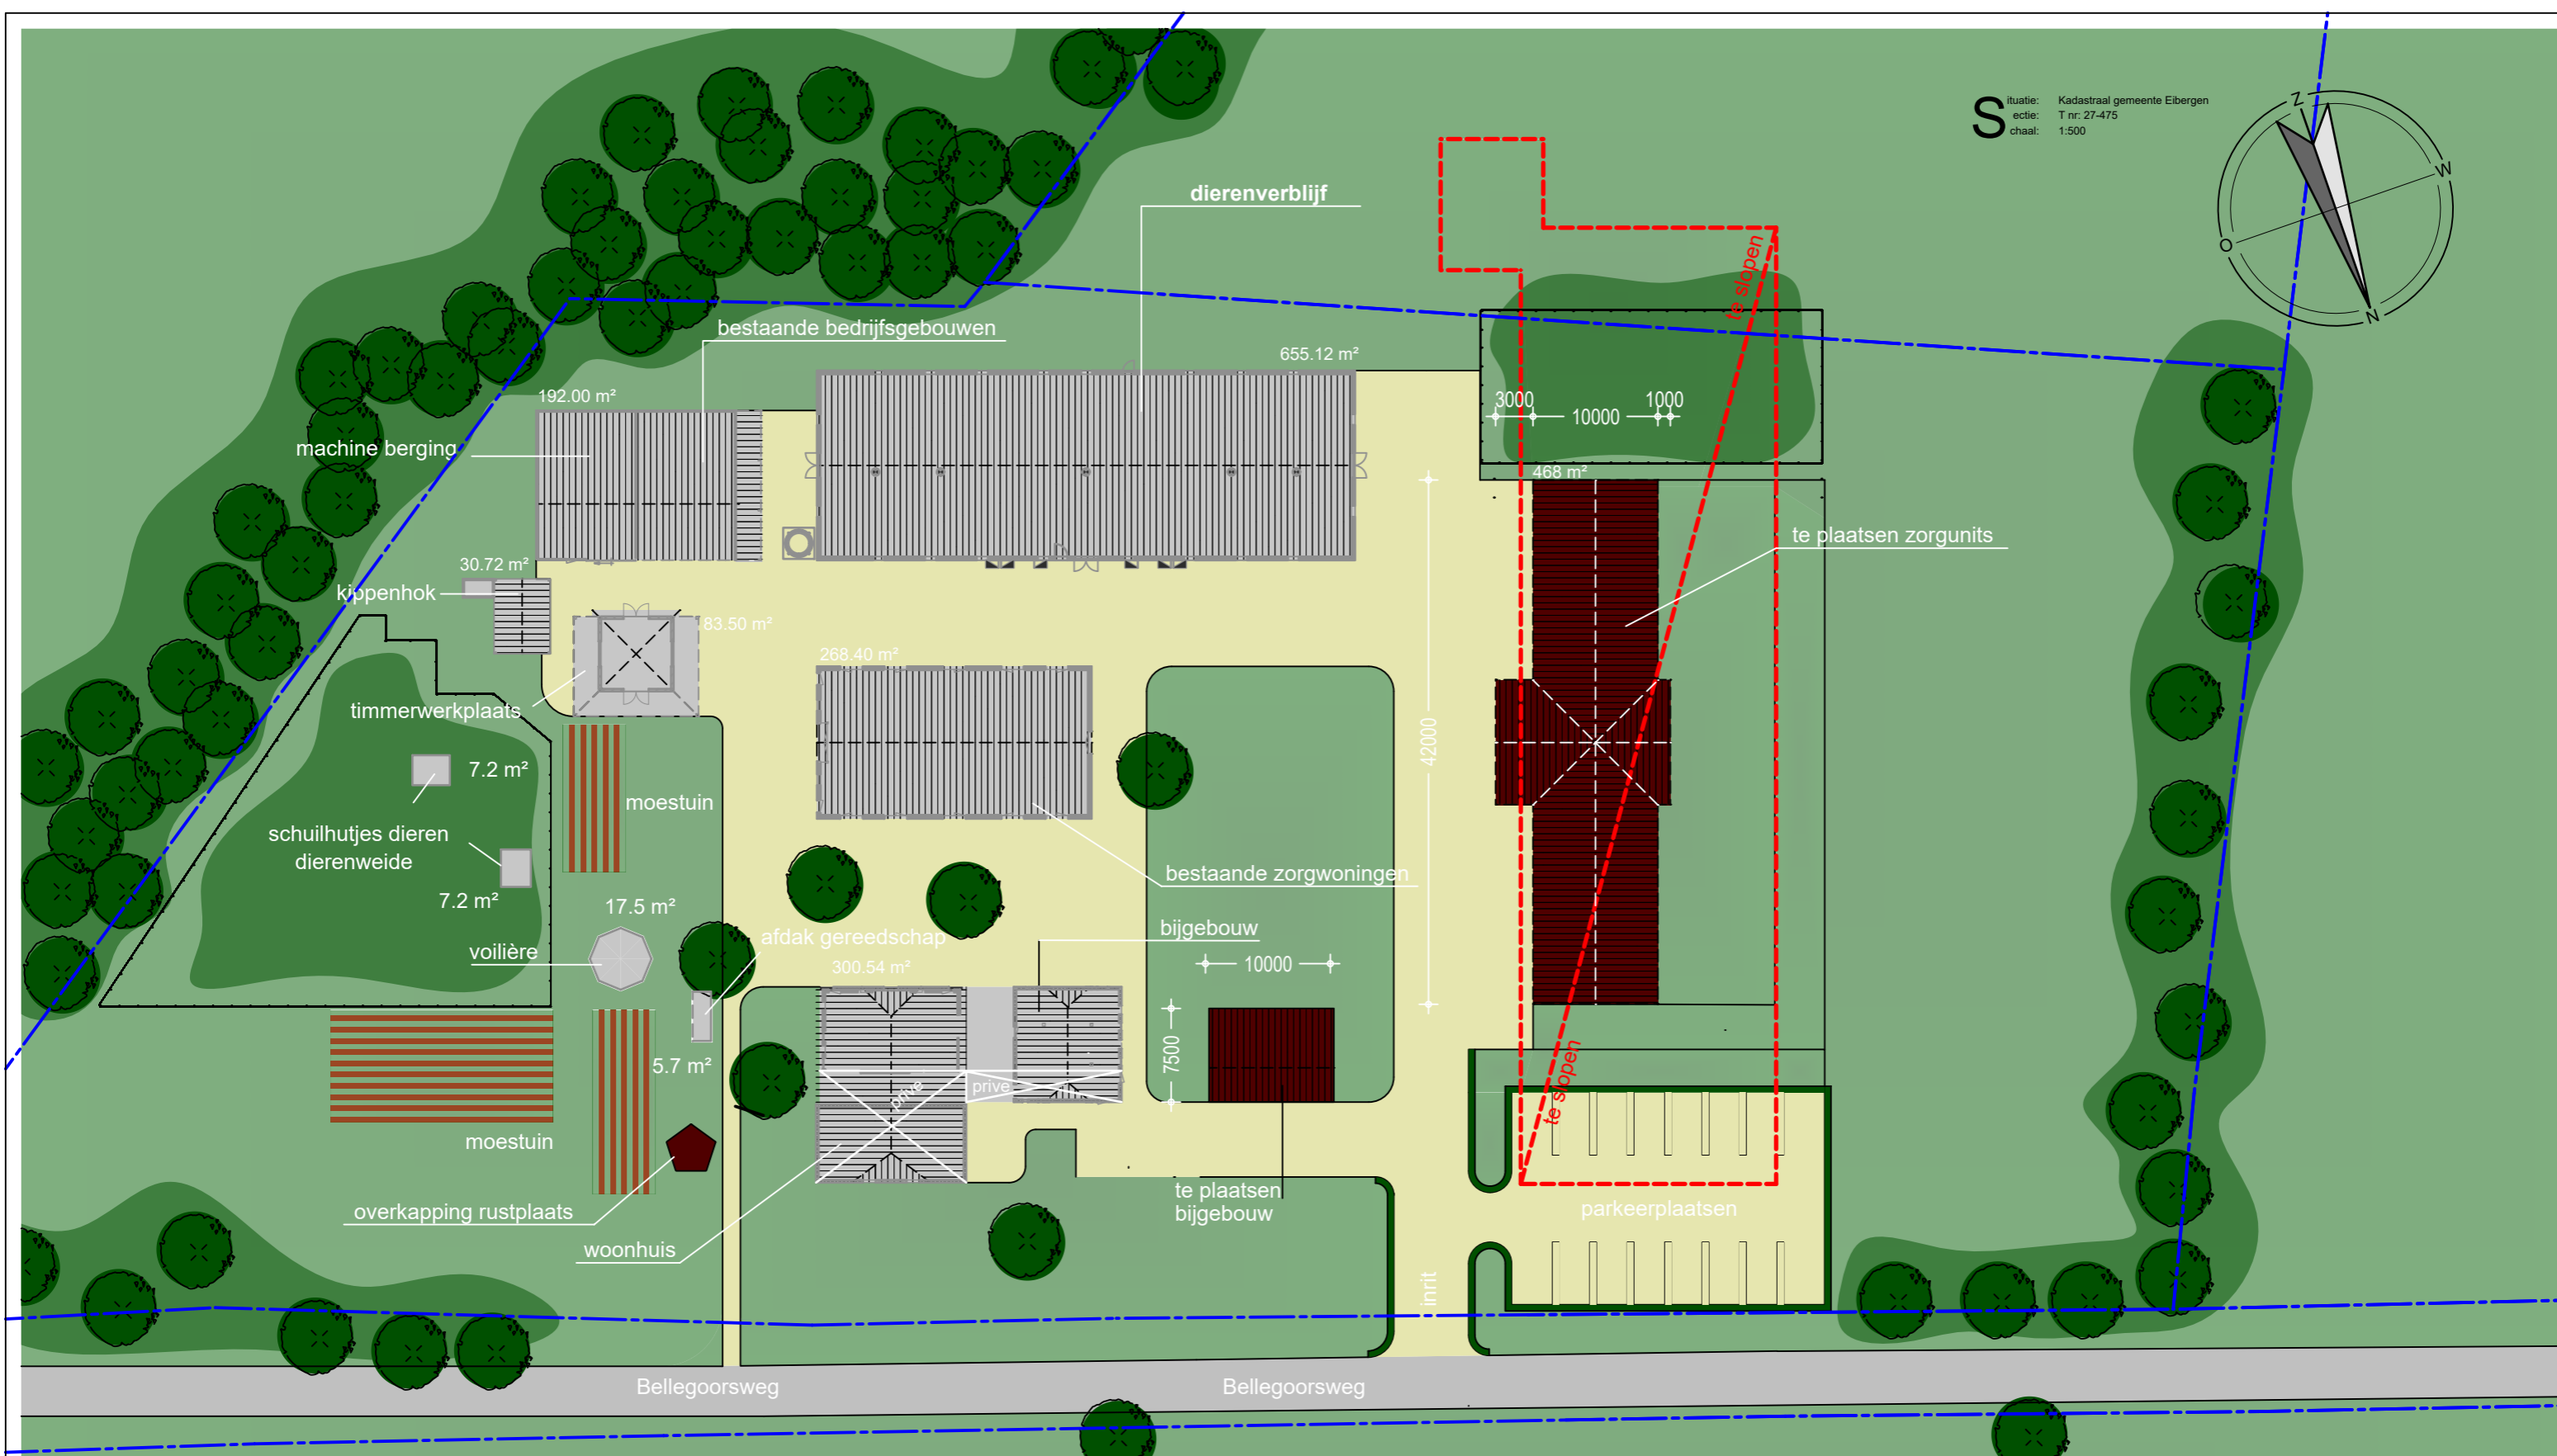 Situatie: Kadastraal gemeente Eibergen
Sectie: T nr: 27-475
Schaal: 1:500
Z
W
O
N
dierenverblijf
te slopen
bestaande bedrijfsgebouwen
655.12 m²
192.00 m²
3000
10000
1000
machine berging
468 m²
te plaatsen zorgunits
30.72 m²
kippenhok
83.50 m²
268.40 m²
timmerwerkplaats
42000
7.2 m²
moestuin
schuilhutjes dieren
dierenweide
bestaande zorgwoningen
7.2 m²
17.5 m²
bijgebouw
afdak gereedschap
voilière
300.54 m²
10000
7500
5.7 m²
prive
prive
te slopen
moestuin
te plaatsen
bijgebouw
overkapping rustplaats
parkeerplaatsen
woonhuis
inrit
Bellegoorsweg
Bellegoorsweg